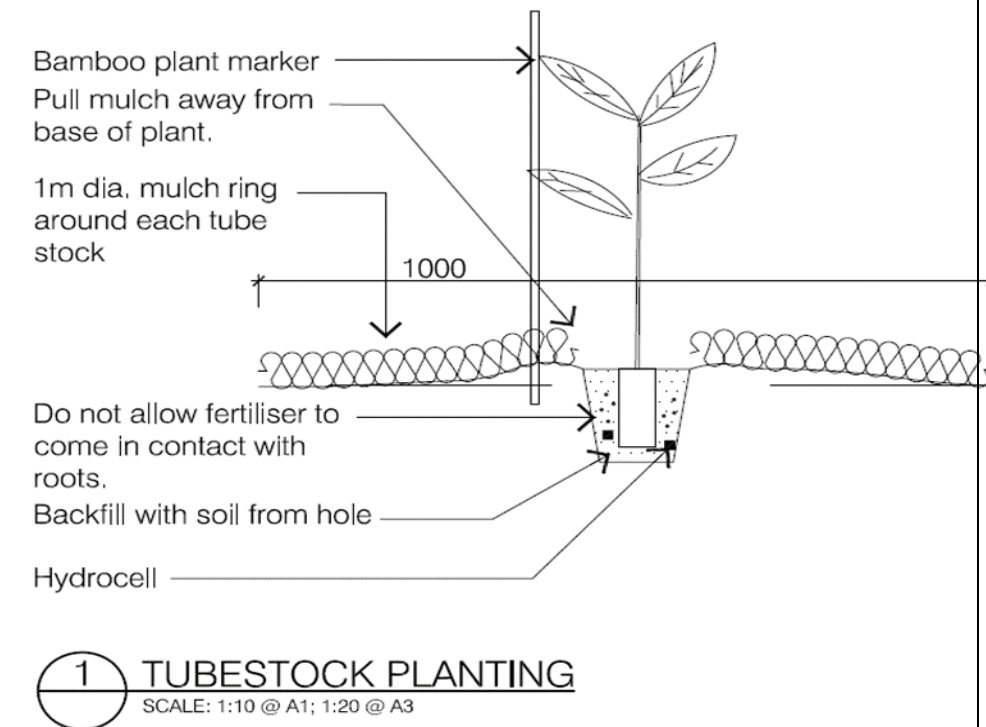 Bamboo plant marker
Pull mulch away from
base of plant.
1m dia. mulch ring
around each tube
stock
1000
Do not allow fertiliser to
come in contact with
roots.
Backfill with soil from hole
Hydrocell
1 TUBESTOCK PLANTING
SCALE: 1:10 @ A1; 1:20 @ A3